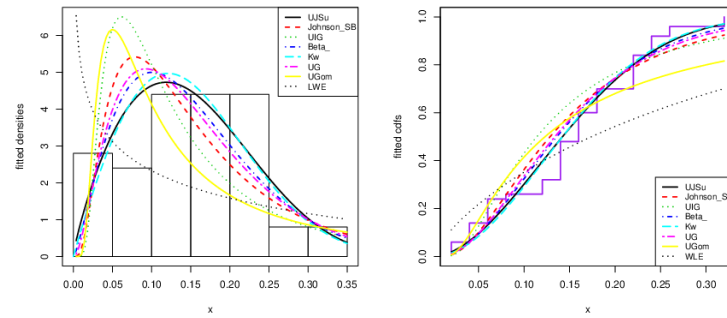 fitted densities
6
5
4
3
2
1
0
0.00 0.05 0.10 0.15 0.20 0.25 0.30 0.35
x
UJSu
Johnson_SB
UIG
Beta_
Kw
UG
UGom
LWE
fitted cdfs
1.0
0.8
0.6
0.4
0.2
0.0
0.05 0.10 0.15 0.20 0.25 0.30
x
UJSu
Johnson_S
UIG
Beta_
Kw
UG
UGom
WLE